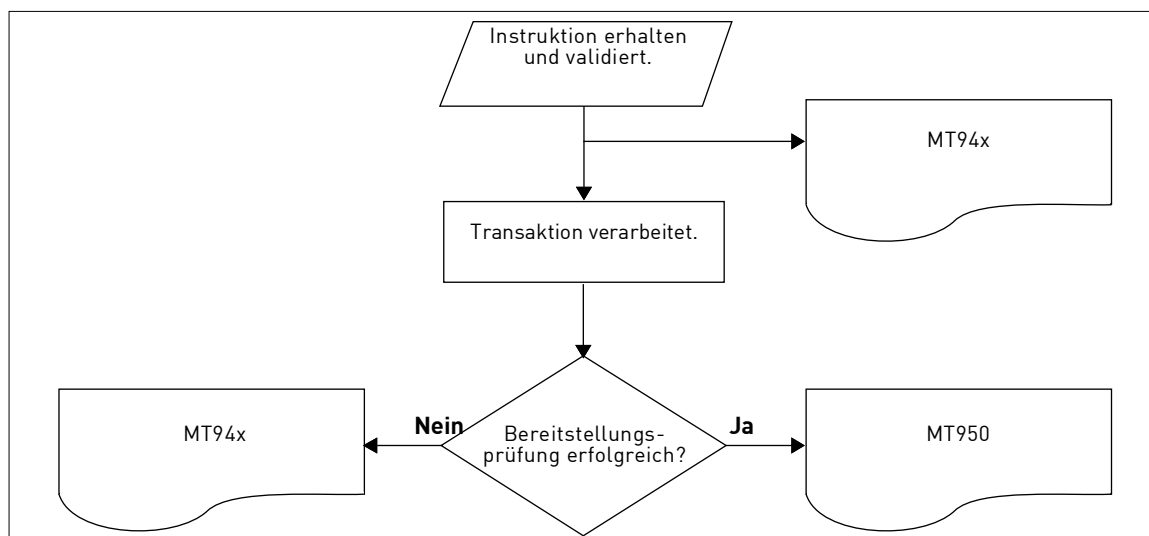 Instruktion erhalten
und validiert.
MT94x
Transaktion verarbeitet.
MT94x
Nein
Bereitstellungs-
prüfung erfolgreich?
Ja
MT950